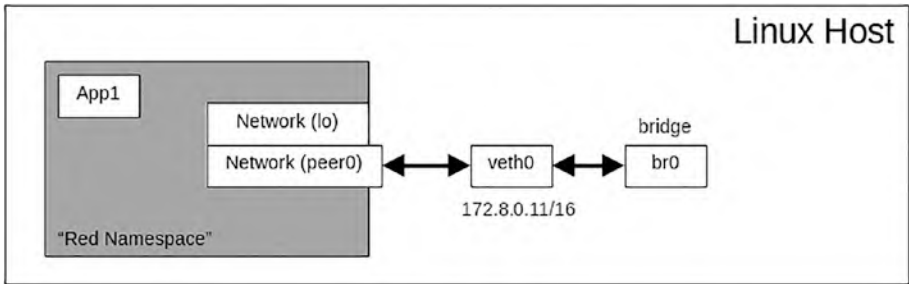 Linux Host
App1
Network (lo)
bridge
Network (peer0)
veth0
br0
172.8.0.11/16
“Red Namespace”